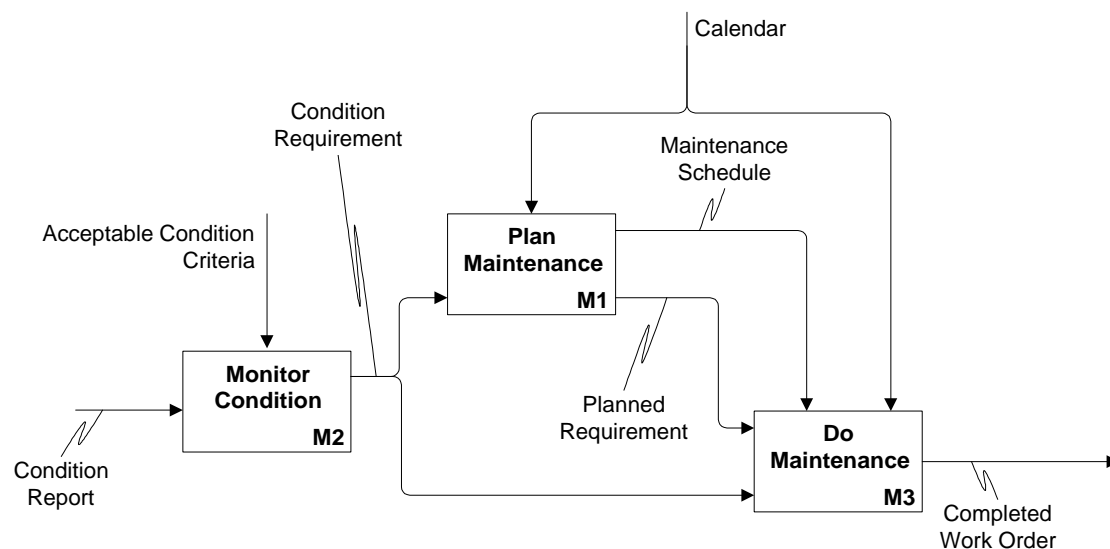 Calendar
Condition
Requirement
Maintenance
Schedule
Acceptable Condition
Criteria
Plan
Maintenance
M1
Monitor
Condition
M2
Planned
Requirement
Do
Maintenance
M3
Condition
Report
Completed
Work Order